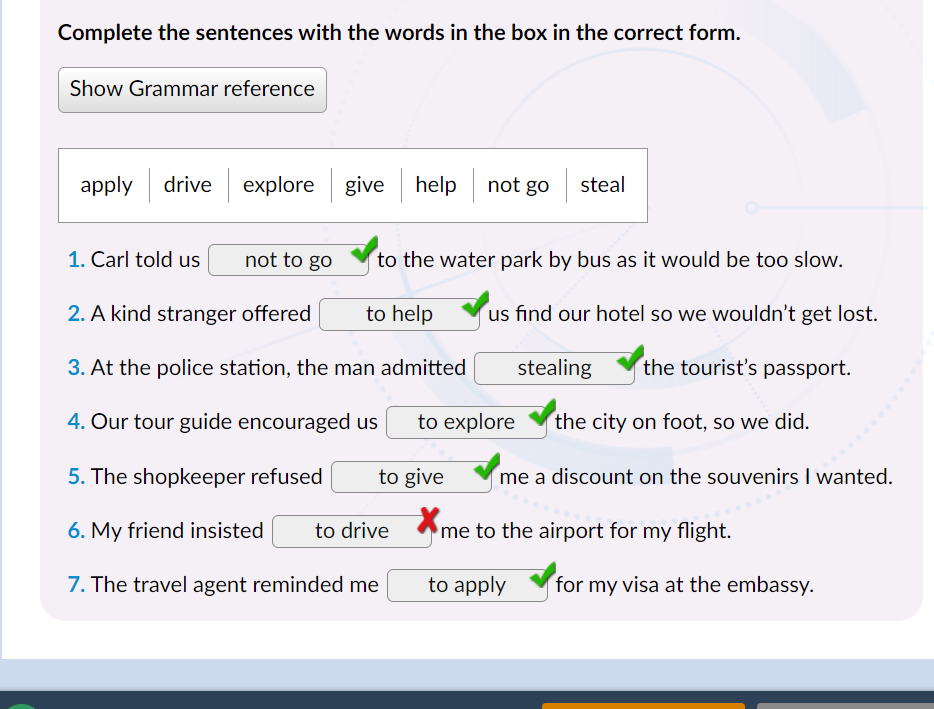 Complete the sentences with the words in the box in the correct form.
Show Grammar reference
apply drive explore give help not go steal
1. Carl told us not to go to the water park by bus as it would be too slow.
2. A kind stranger offered to help us find our hotel so we wouldn't get lost.
3. At the police station, the man admitted stealing the tourist's passport.
4. Our tour guide encouraged us to explore the city on foot, so we did.
5. The shopkeeper refused to give me a discount on the souvenirs I wanted.
6. My friend insisted to drive me to the airport for my flight.
7. The travel agent reminded me to apply for my visa at the embassy.